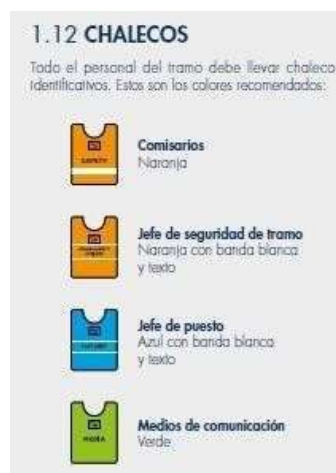 1.12 CHALECOS
Todo el personal del tramo debe llevar chaleco
identificativos. Estos son los colores recomendados:
SAFETY
Comisarios
Naranja
Jefe de seguridad de tramo
Naranja con banda blanca
y texto
Jefe de puesto
Azul con banda blanca
y texto
MEDIA
Medios de comunicación
Verde